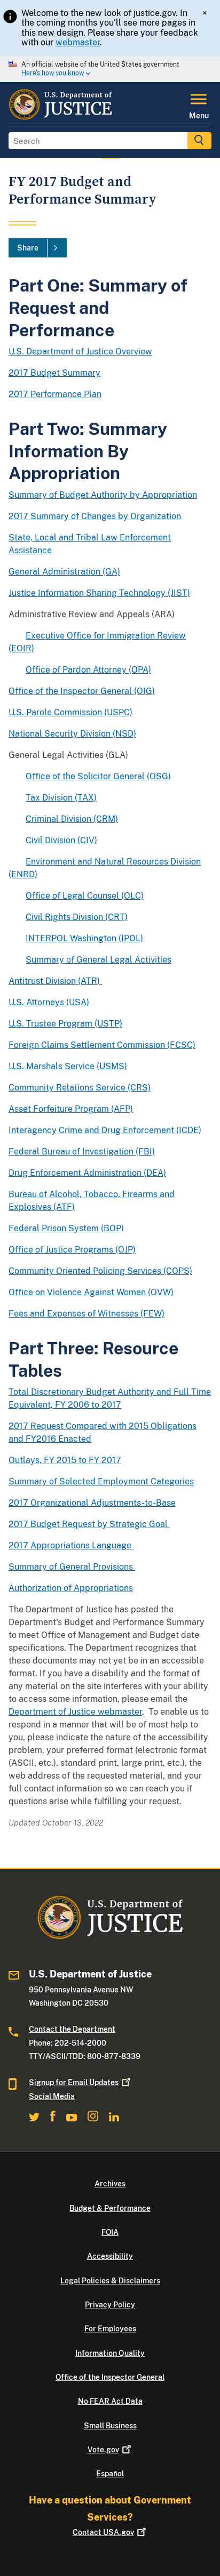 Welcome to the new look of justice.gov. In
the coming months you'll see more pages in
this new design. Please share your feedback
with our webmaster.
×
An official website of the United States government
Here's how you know
U.S. Department of
JUSTICE
Menu
Search
FY 2017 Budget and
Performance Summary
Share
Part One: Summary of
Request and
Performance
U.S. Department of Justice Overview
2017 Budget Summary
2017 Performance Plan
Part Two: Summary
Information By
Appropriation
Summary of Budget Authority by Appropriation
2017 Summary of Changes by Organization
State, Local and Tribal Law Enforcement
Assistance
General Administration (GA)
Justice Information Sharing Technology (JIST)
Administrative Review and Appeals (ARA)
Executive Office for Immigration Review
(EOIR)
Office of Pardon Attorney (OPA)
Office of the Inspector General (OIG)
U.S. Parole Commission (USPC)
National Security Division (NSD)
General Legal Activities (GLA)
Office of the Solicitor General (OSG)
Tax Division (TAX)
Criminal Division (CRM)
Civil Division (CIV)
Environment and Natural Resources Division
(ENRD)
Office of Legal Counsel (OLC)
Civil Rights Division (CRT)
INTERPOL Washington (IPOL)
Summary of General Legal Activities
Antitrust Division (ATR)
U.S. Attorneys (USA)
U.S. Trustee Program (USTP)
Foreign Claims Settlement Commission (FCSC)
U.S. Marshals Service (USMS)
Community Relations Service (CRS)
Asset Forfeiture Program (AFP)
Interagency Crime and Drug Enforcement (ICDE)
Federal Bureau of Investigation (FBI)
Drug Enforcement Administration (DEA)
Bureau of Alcohol, Tobacco, Firearms and
Explosives (ATF)
Federal Prison System (BOP)
Office of Justice Programs (OJP)
Community Oriented Policing Services (COPS)
Office on Violence Against Women (OVW)
Fees and Expenses of Witnesses (FEW)
Part Three: Resource
Tables
Total Discretionary Budget Authority and Full Time
Equivalent, FY 2006 to 2017
2017 Request Compared with 2015 Obligations
and FY2016 Enacted
Outlays, FY 2015 to FY 2017
Summary of Selected Employment Categories
2017 Organizational Adjustments-to-Base
2017 Budget Request by Strategic Goal
2017 Appropriations Language
Summary of General Provisions
Authorization of Appropriations
The Department of Justice has also posted the
Department's Budget and Performance Summary to
meet Office of Management and Budget due date
specifications. The resources and documents that
were provided may not be maximized in accessible
format. If you have a disability and the format of any
material on the site interferes with your ability to
access some information, please email the
Department of Justice webmaster.  To enable us to
respond in a manner that will be of most help to you,
please indicate the nature of the accessibility
problem, your preferred format (electronic format
(ASCII, etc.), standard print, large print, etc.), the
web address of the requested material, and your full
contact information so we can reach you if questions
arise while fulfilling your request.
Updated October 13, 2022
U.S. Department of
JUSTICE
U.S. Department of Justice
950 Pennsylvania Avenue NW
Washington DC 20530
Contact the Department
Phone: 202-514-2000
TTY/ASCII/TDD: 800-877-8339
Signup for Email Updates
Social Media
Archives
Budget & Performance
FOIA
Accessibility
Legal Policies & Disclaimers
Privacy Policy
For Employees
Information Quality
Office of the Inspector General
No FEAR Act Data
Small Business
Vote.gov
Español
Have a question about Government
Services?
Contact USA.gov